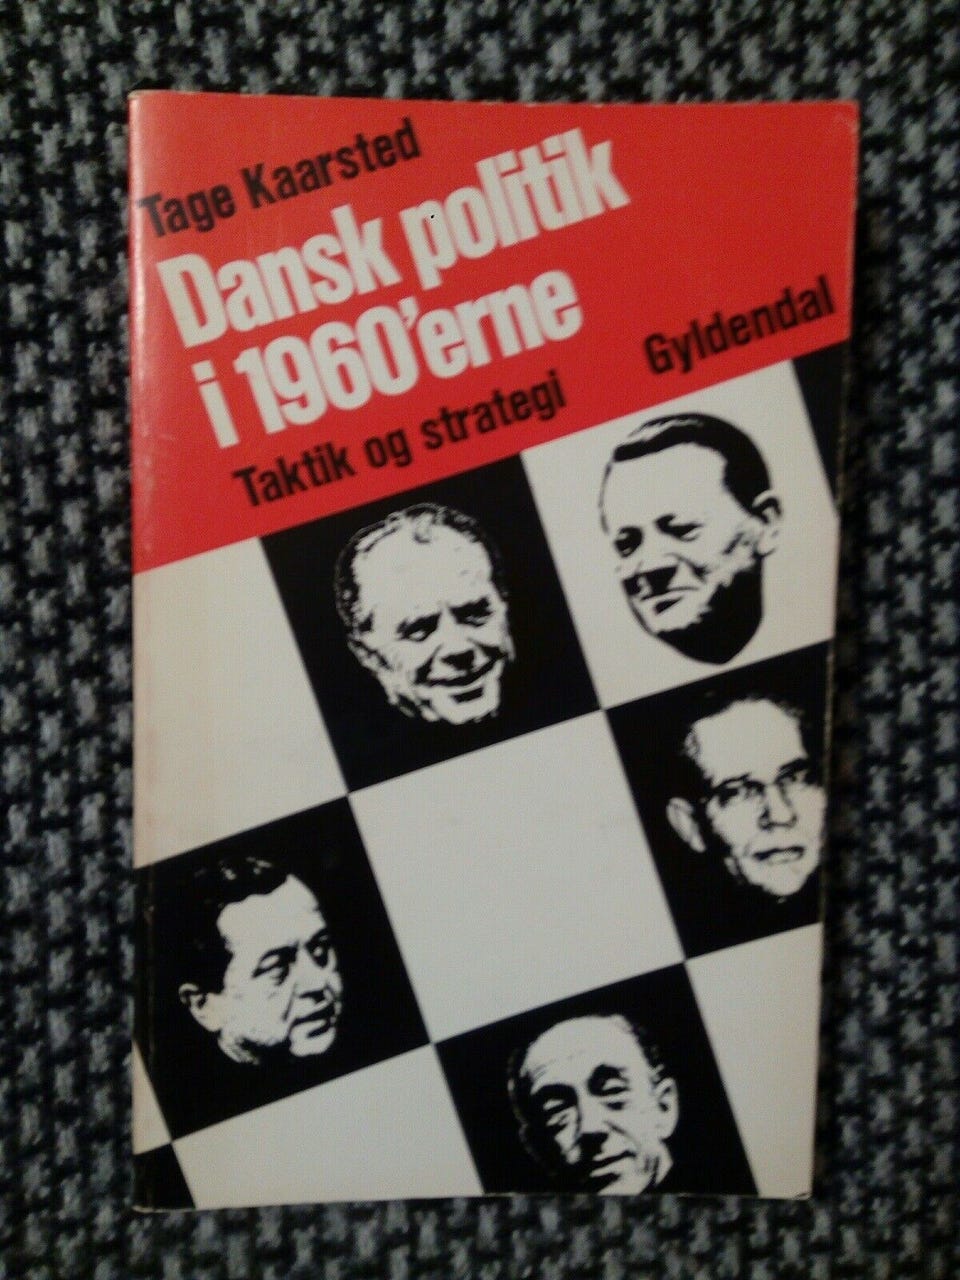 Tage Kaarsted
Dansk politik
i 1960'erne
Taktik og strategi
Gyldendal